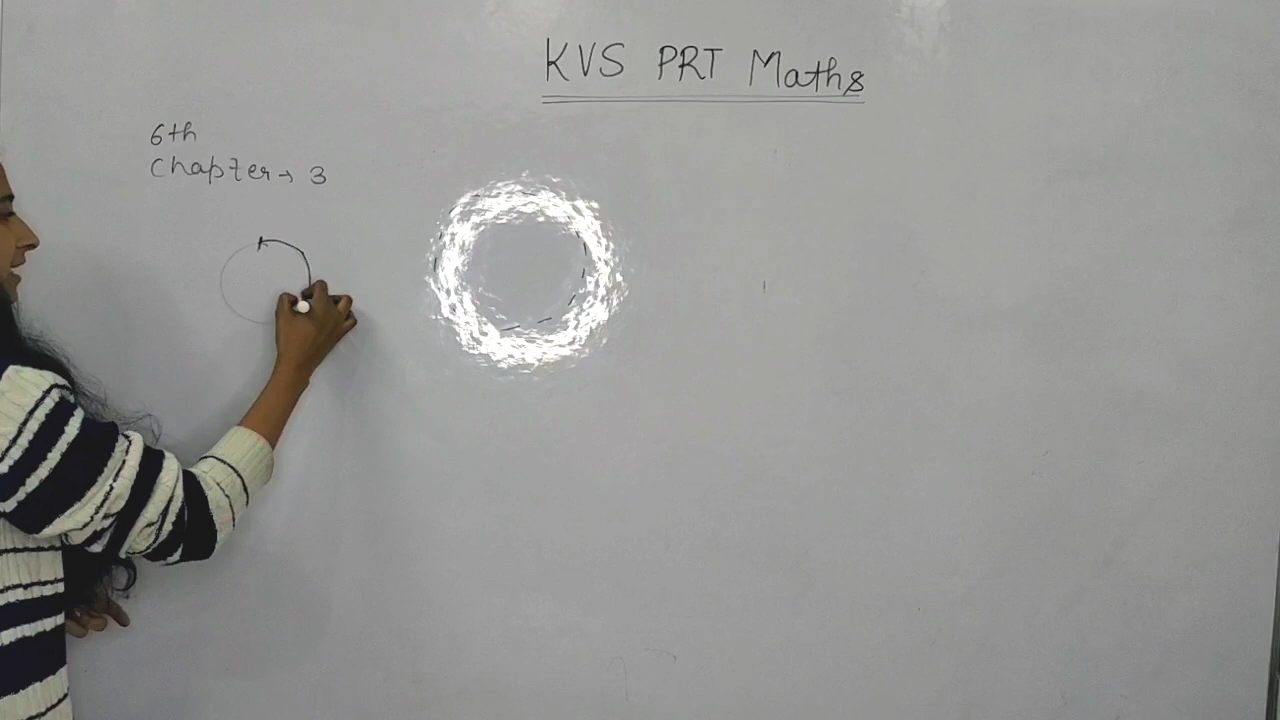 KVS PRT Maths
6th
Chapter → 3